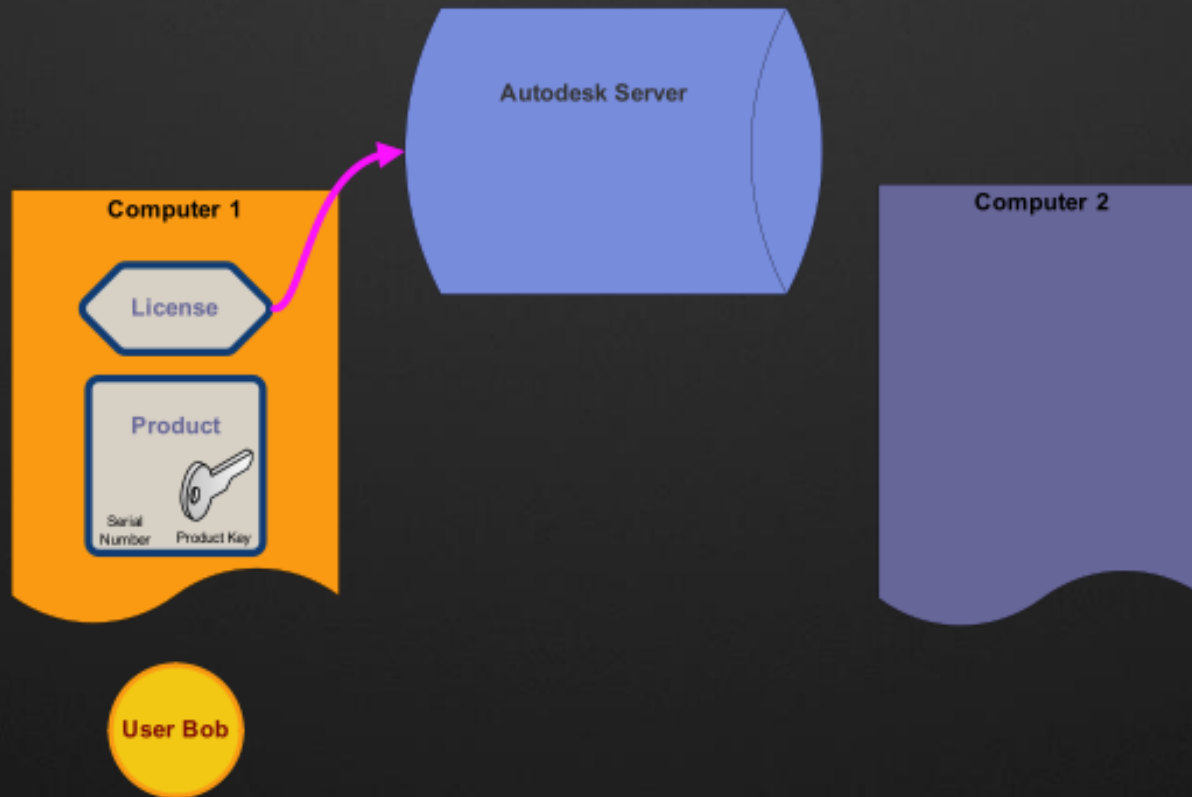 Autodesk Server
Computer 1
Computer 2
License
Product
Serial
Number
Product Key
User Bob